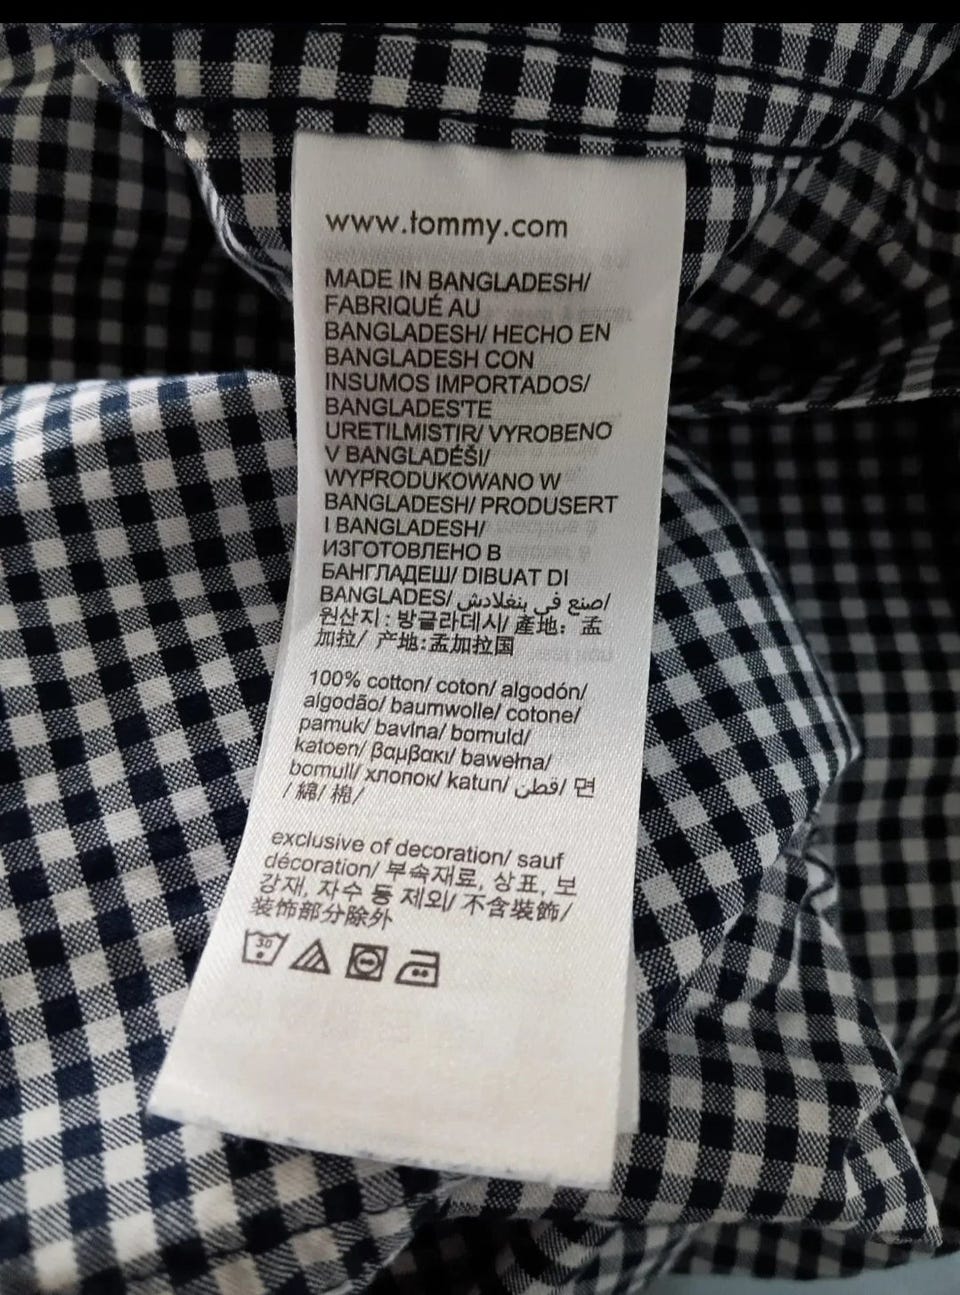 www.tommy.com
MADE IN BANGLADESH/
FABRIQUÉ AU
BANGLADESH/ HECHO EN
BANGLADESH CON
INSUMOS IMPORTADOS/
BANGLADES'TE
URETILMISTIR/ VYROBENO
V BANGLADÉŠI/
WYPRODUKOWANO W
BANGLADESH/ PRODUSERT
I BANGLADESH/
ИЗГОТОВЛЕНО В
БАНГЛАДЕШ/ DIBUAT DI
BANGLADES/ صنع في بنغلادش/
원산지 : 방글라데시/ 產地: 孟
加拉/ 产地:孟加拉国
100% cotton/ coton/ algodón/
algodão/ baumwolle/ cotone/
pamuk/ bavlna/ bomuld/
katoen/ βαμβακι/ bawełna/
bomull/ хлопок/ katun/ قطن/ 면
/ 綿/ 棉/
exclusive of decoration/ sauf
décoration/ 부속재료, 상표, 보
강재, 자수 등 제외/ 不含裝飾/
装饰部分除外
30